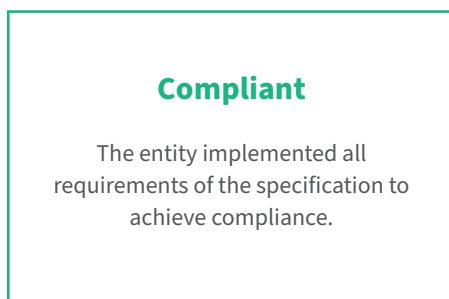 Compliant
The entity implemented all
requirements of the specification to
achieve compliance.